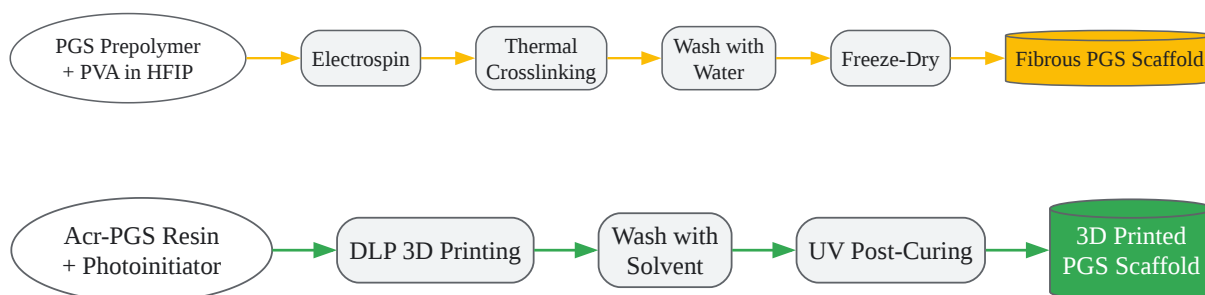 PGS Prepolymer
+ PVA in HFIP
Electrospin
Thermal
Crosslinking
Wash with
Water
Freeze-Dry
Fibrous PGS Scaffold
Acr-PGS Resin
+ Photoinitiator
DLP 3D Printing
Wash with
Solvent
UV Post-Curing
3D Printed
PGS Scaffold